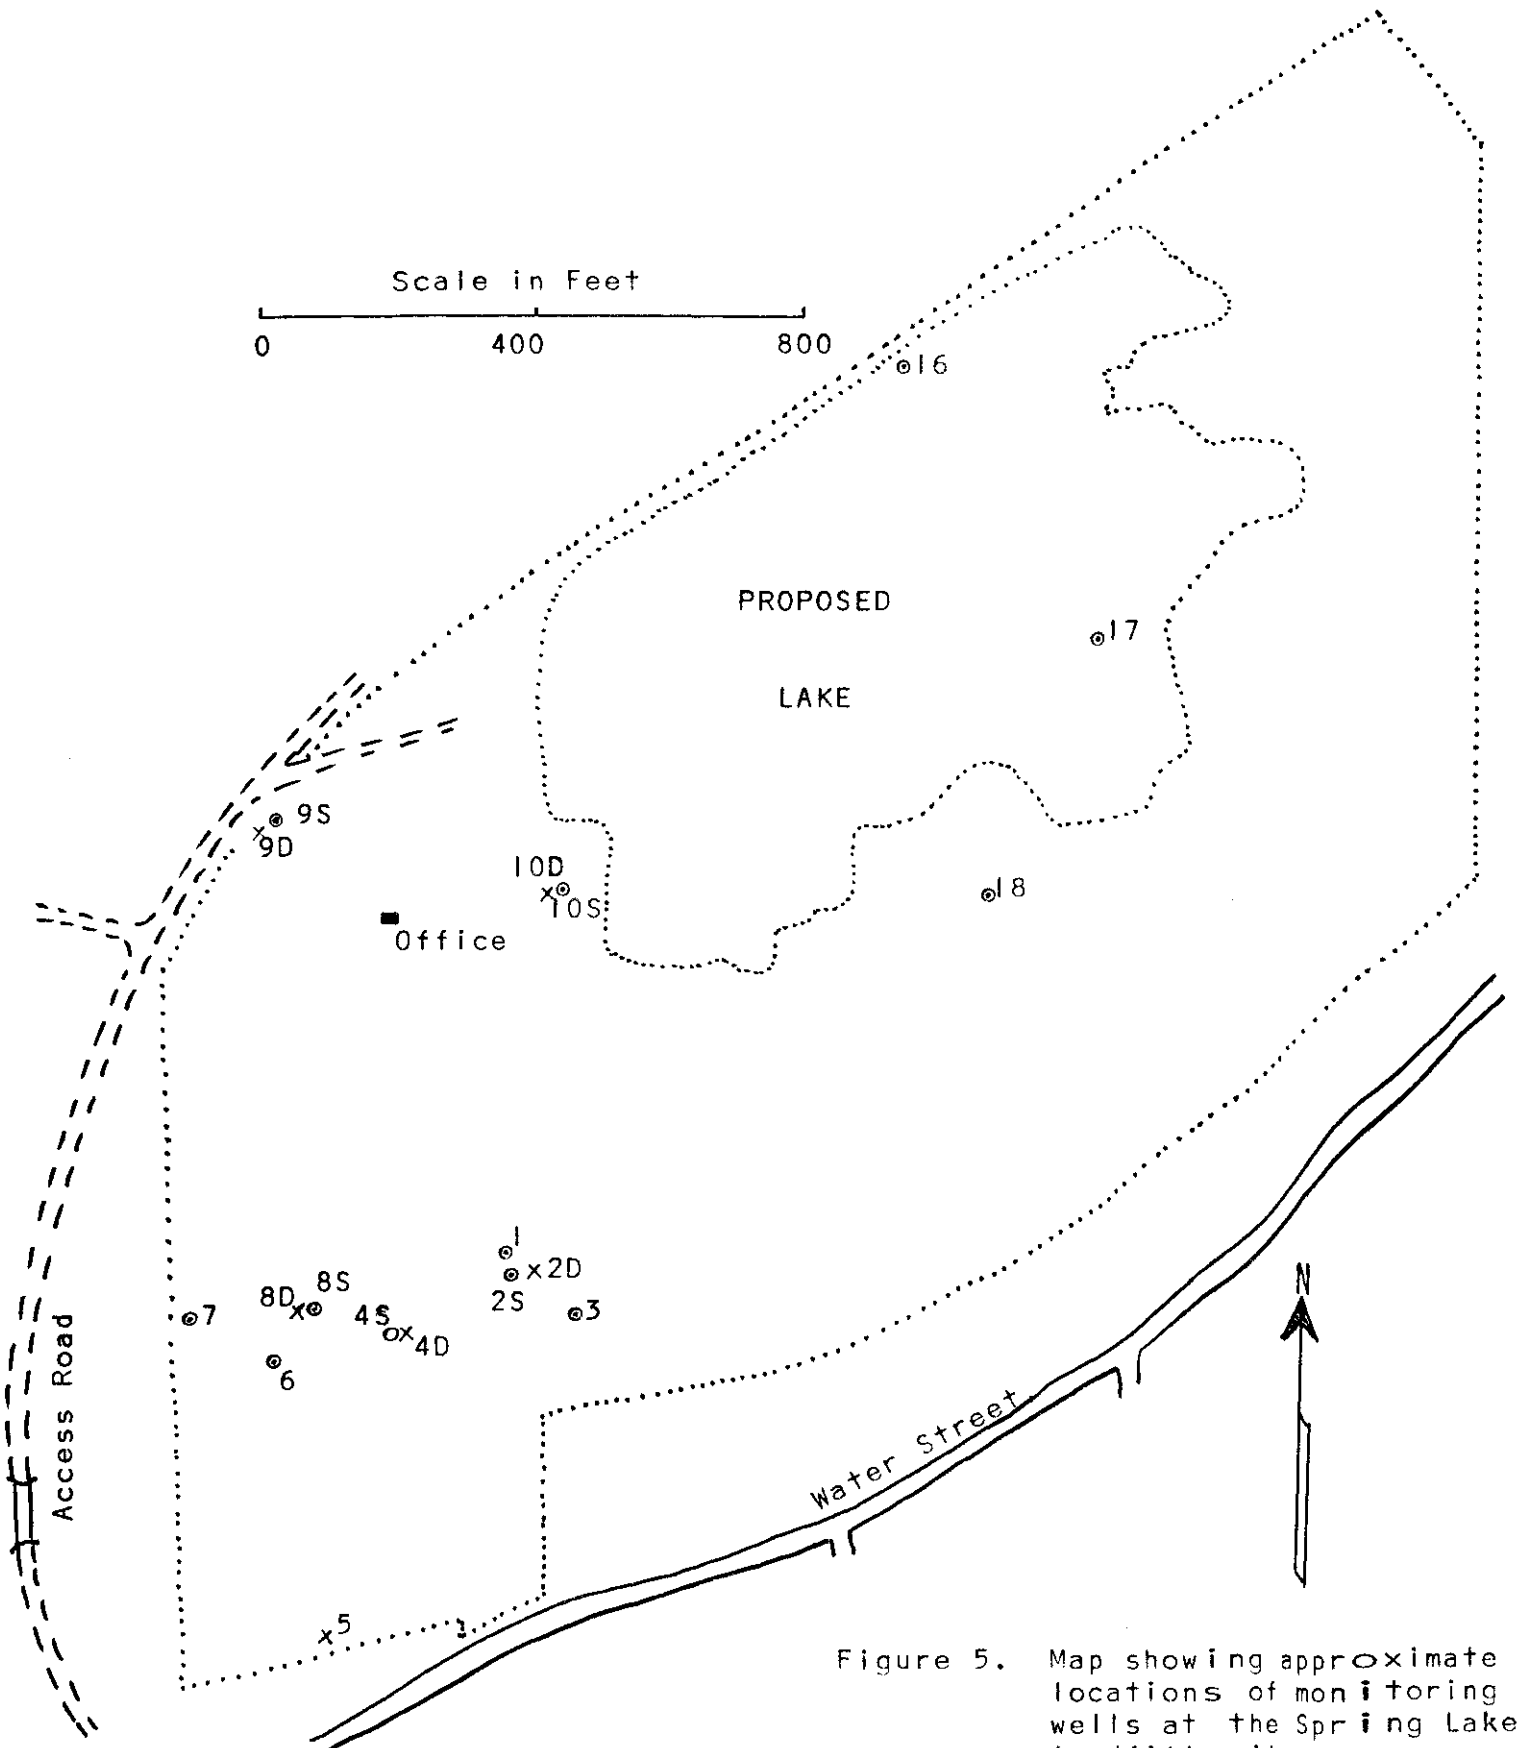 Scale in Feet
0 400 800
16
PROPOSED
17
LAKE
9S
9D
10D
10S
18
Office
1
2D
8S
8D
2S
4S
3
7
4D
6
N
Access Road
Water Street
5
Figure 5. Map showing approximate
locations of monitoring
wells at the Spring Lake